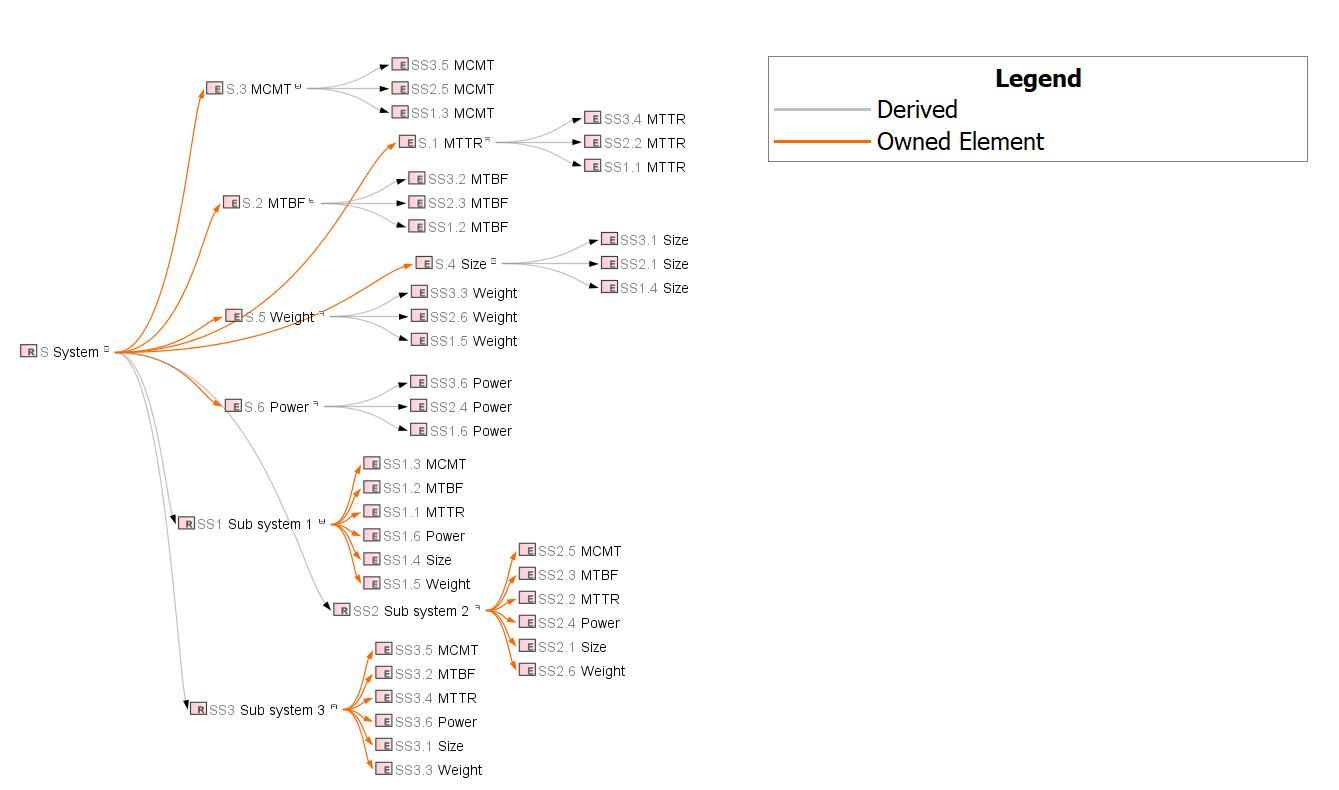 SS3.5 MCMT
S.3 MCMT
SS2.5 MCMT
SS1.3 MCMT
S.1 MTTR
SS3.4 MTTR
SS2.2 MTTR
SS1.1 MTTR
S.2 MTBF
SS3.2 MTBF
SS2.3 MTBF
SS1.2 MTBF
S.4 Size
SS3.1 Size
SS2.1 Size
SS1.4 Size
S.5 Weight
SS3.3 Weight
SS2.6 Weight
SS1.5 Weight
S System
S.6 Power
SS3.6 Power
SS2.4 Power
SS1.6 Power
SS1 Sub system 1
SS1.3 MCMT
SS1.2 MTBF
SS1.1 MTTR
SS1.6 Power
SS1.4 Size
SS1.5 Weight
SS2 Sub system 2
SS2.5 MCMT
SS2.3 MTBF
SS2.2 MTTR
SS2.4 Power
SS2.1 Size
SS2.6 Weight
SS3 Sub system 3
SS3.5 MCMT
SS3.2 MTBF
SS3.4 MTTR
SS3.6 Power
SS3.1 Size
SS3.3 Weight
Legend
Derived
Owned Element